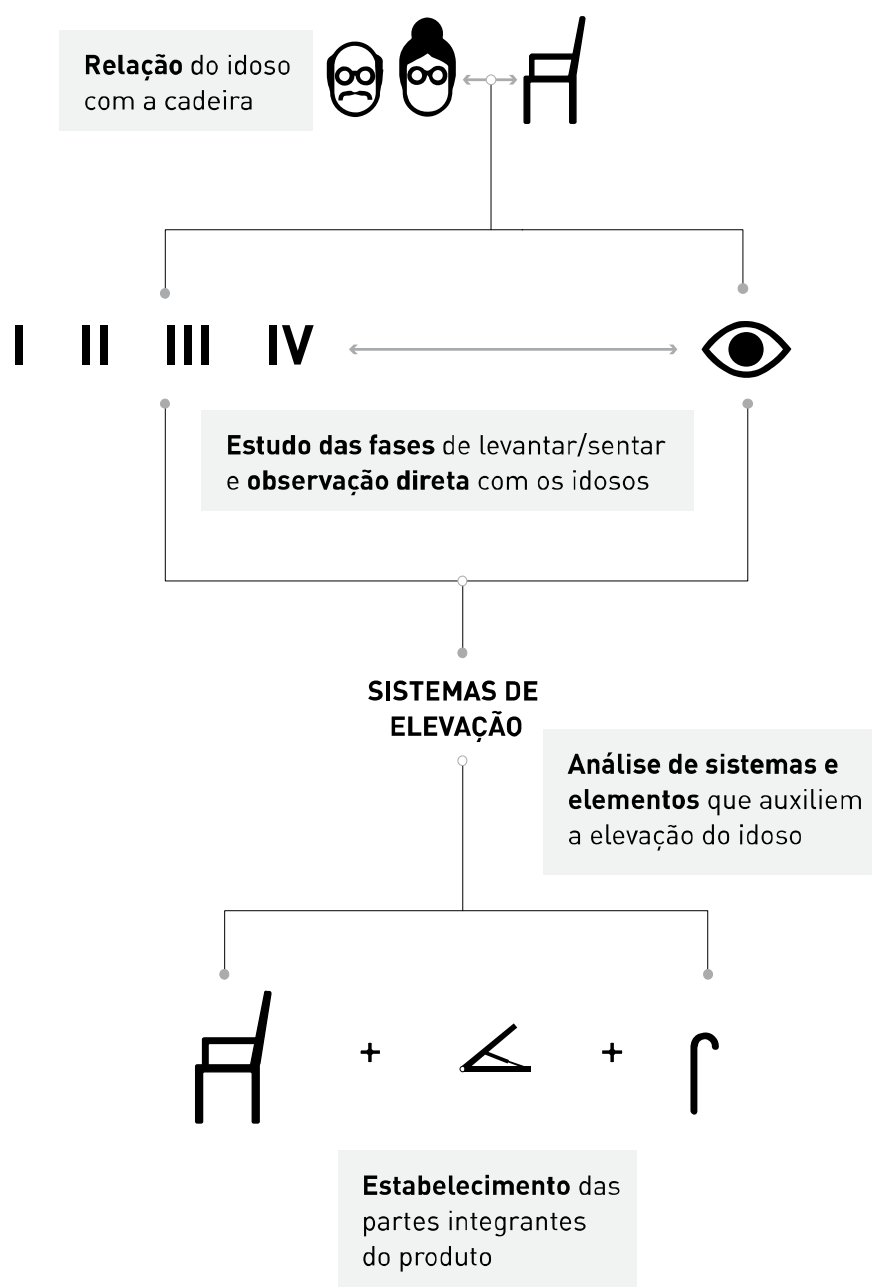 Relação do idoso
com a cadeira
I II III IV
Estudo das fases de levantar/sentar
e observação direta com os idosos
SISTEMAS DE
ELEVAÇÃO
Análise de sistemas e
elementos que auxiliem
a elevação do idoso
+ +
Estabelecimento das
partes integrantes
do produto